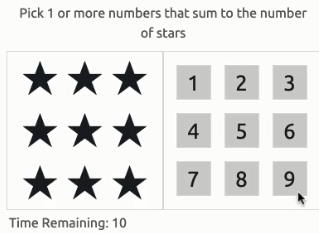 Pick 1 or more numbers that sum to the number
of stars
1 2 3
4 5 6
7 8 9
Time Remaining: 10